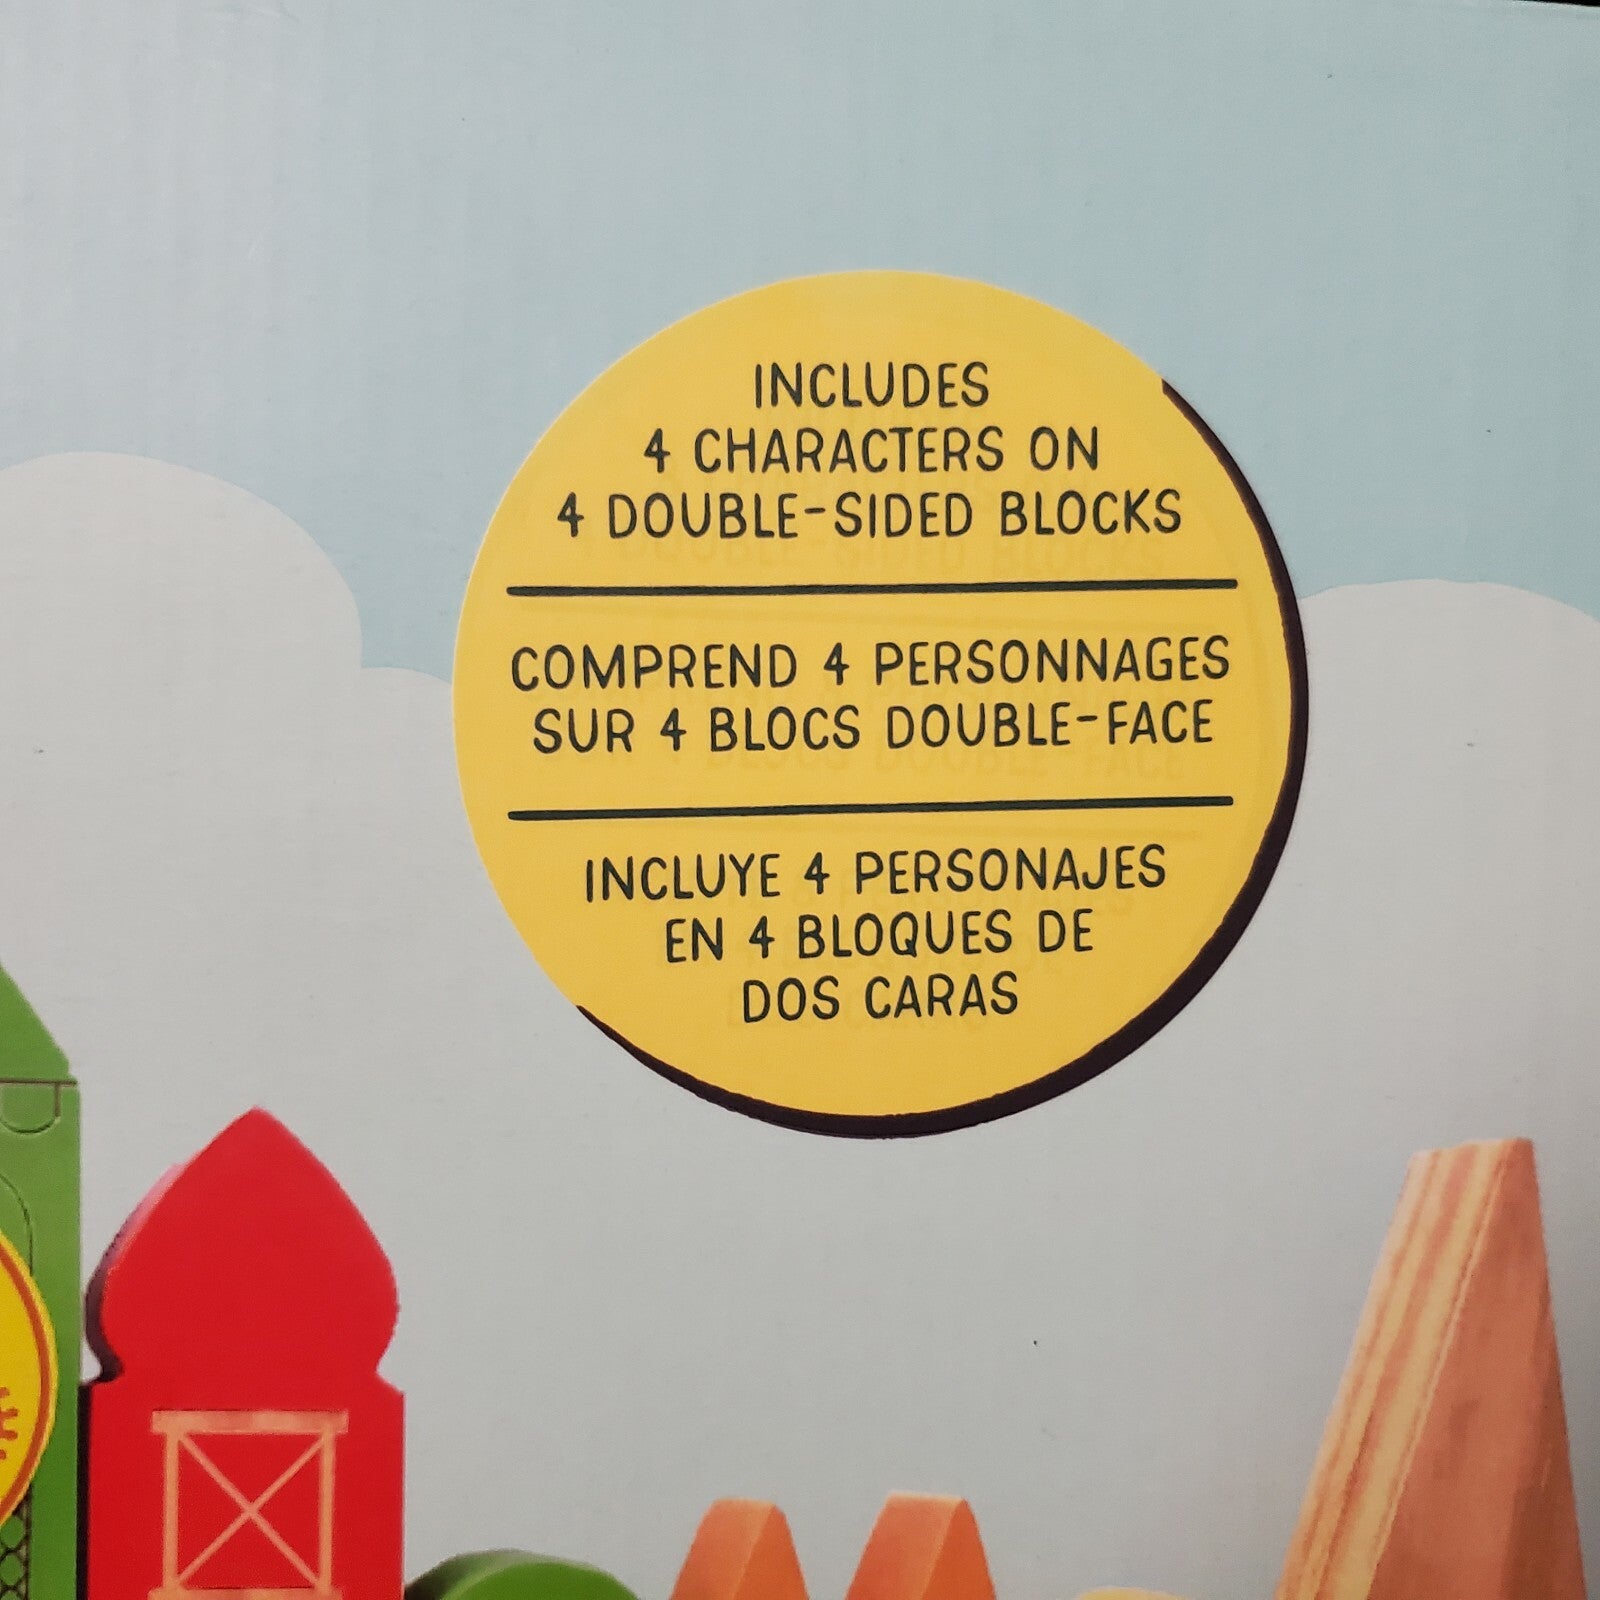 INCLUDES
4 CHARACTERS ON
4 DOUBLE-SIDED BLOCKS
COMPREND 4 PERSONNAGES
SUR 4 BLOCS DOUBLE-FACE
INCLUYE 4 PERSONAJES
EN 4 BLOQUES DE
DOS CARAS